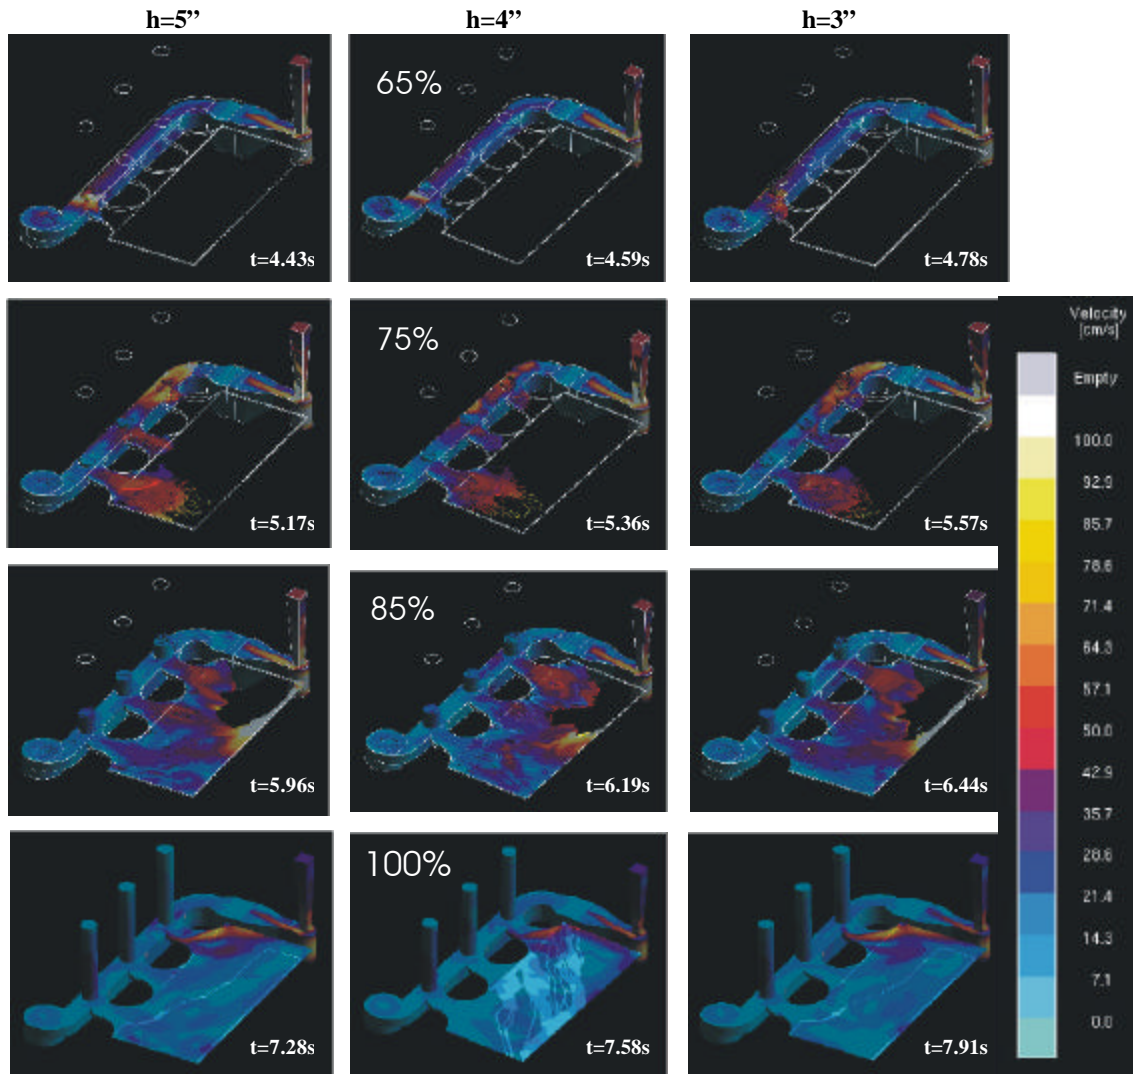 h=5” h=4” h=3”
65%
t=4.43s t=4.59s t=4.78s
Velocity
[cm/s]
75%
Empty
100.0
92.9
t=5.17s t=5.36s t=5.57s
85.7
78.6
85%
71.4
64.3
57.1
50.0
42.9
t=5.96s t=6.19s t=6.44s
35.7
100%
28.6
21.4
14.3
7.1
0.0
t=7.28s t=7.58s t=7.91s